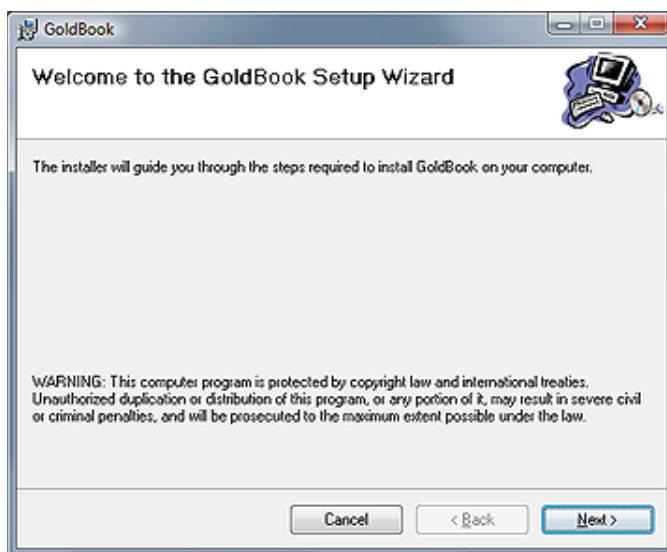 GoldBook
Welcome to the GoldBook Setup Wizard
The installer will guide you through the steps required to install GoldBook on your computer.
WARNING: This computer program is protected by copyright law and international treaties.
Unauthorized duplication or distribution of this program, or any portion of it, may result in severe civil
or criminal penalties, and will be prosecuted to the maximum extent possible under the law.
Cancel
< Back
Next >